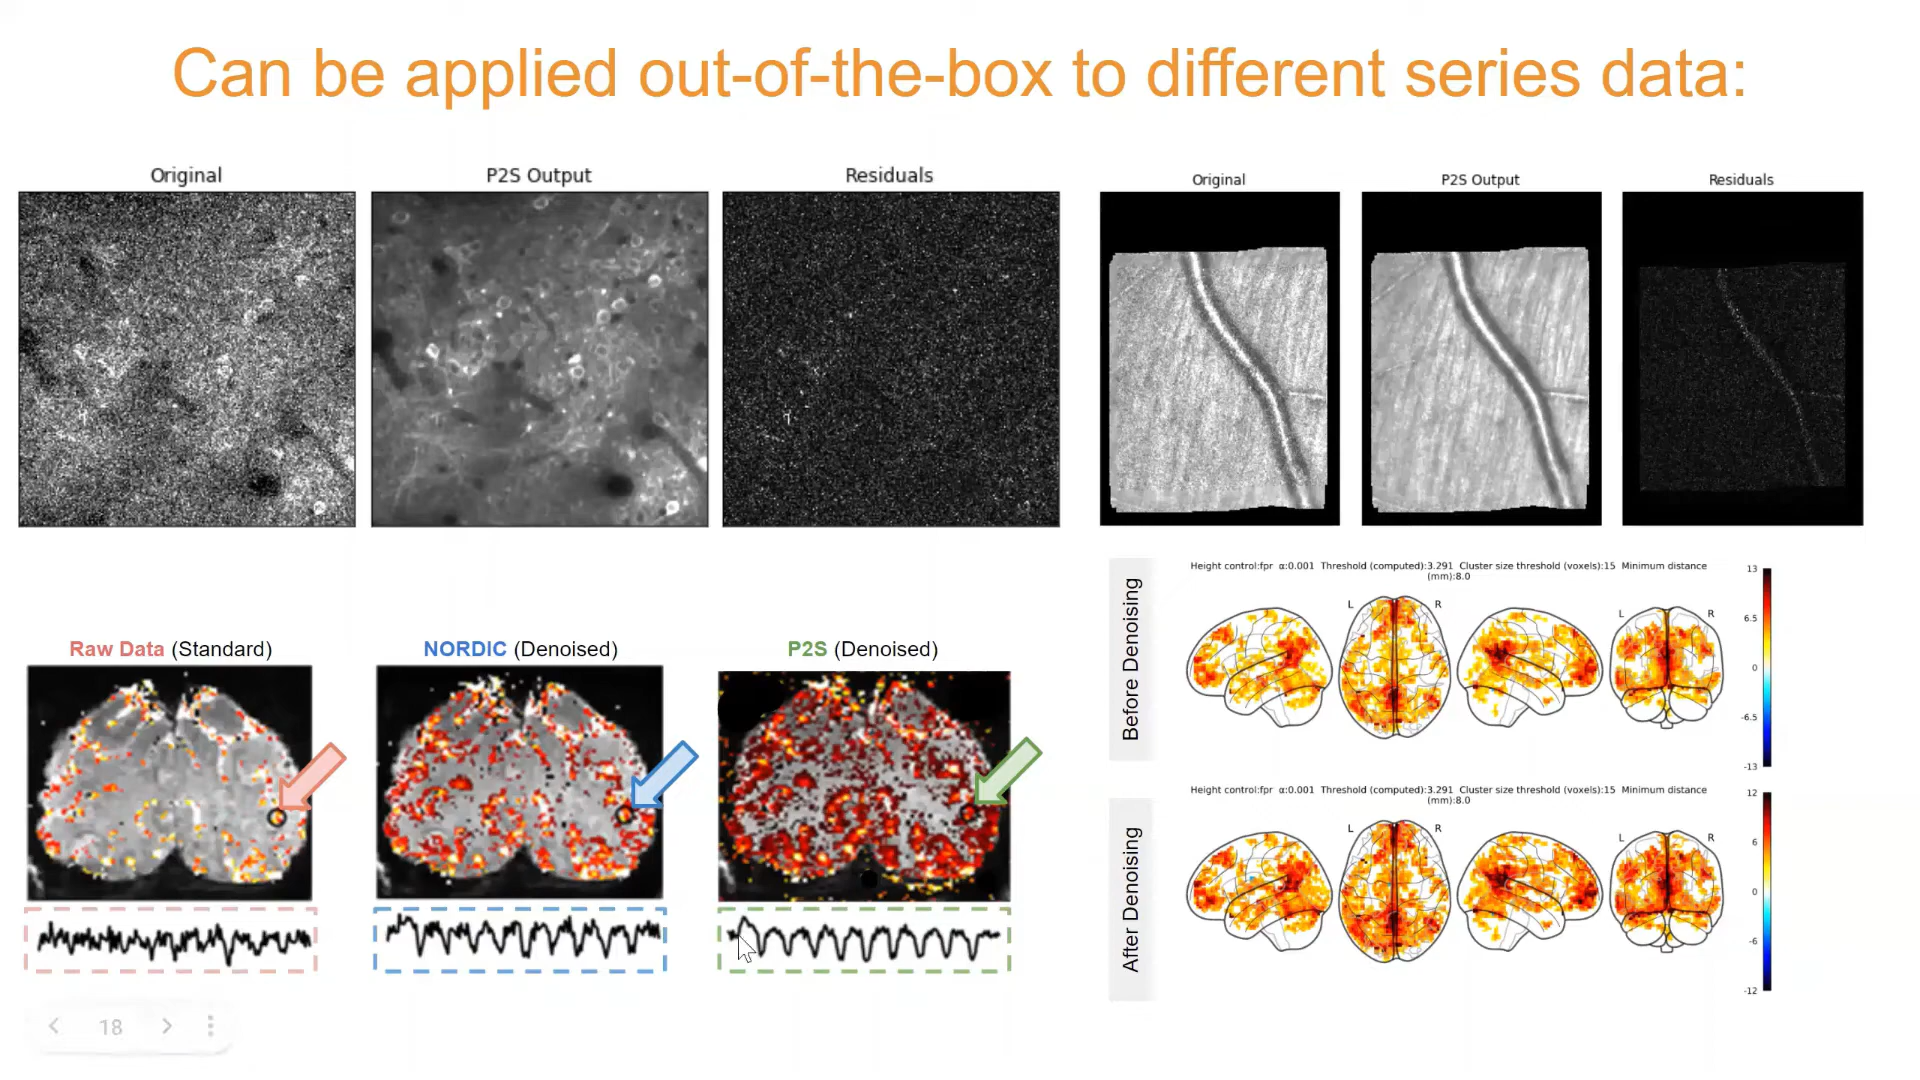 Can be applied out-of-the-box to different series data:
Original
P2S Output
Residuals
Original
P2S Output
Residuals
Raw Data (Standard)
NORDIC (Denoised)
P2S (Denoised)
Before Denoising
Height control:fpr α:0.001 Threshold (computed):3.291 Cluster size threshold (voxels):15 Minimum distance
(mm):8.0
L
R
L
R
13
6.5
0
-6.5
-13
After Denoising
Height control:fpr α:0.001 Threshold (computed):3.291 Cluster size threshold (voxels):15 Minimum distance
(mm):8.0
L
R
L
R
12
6
0
-6
-12
18